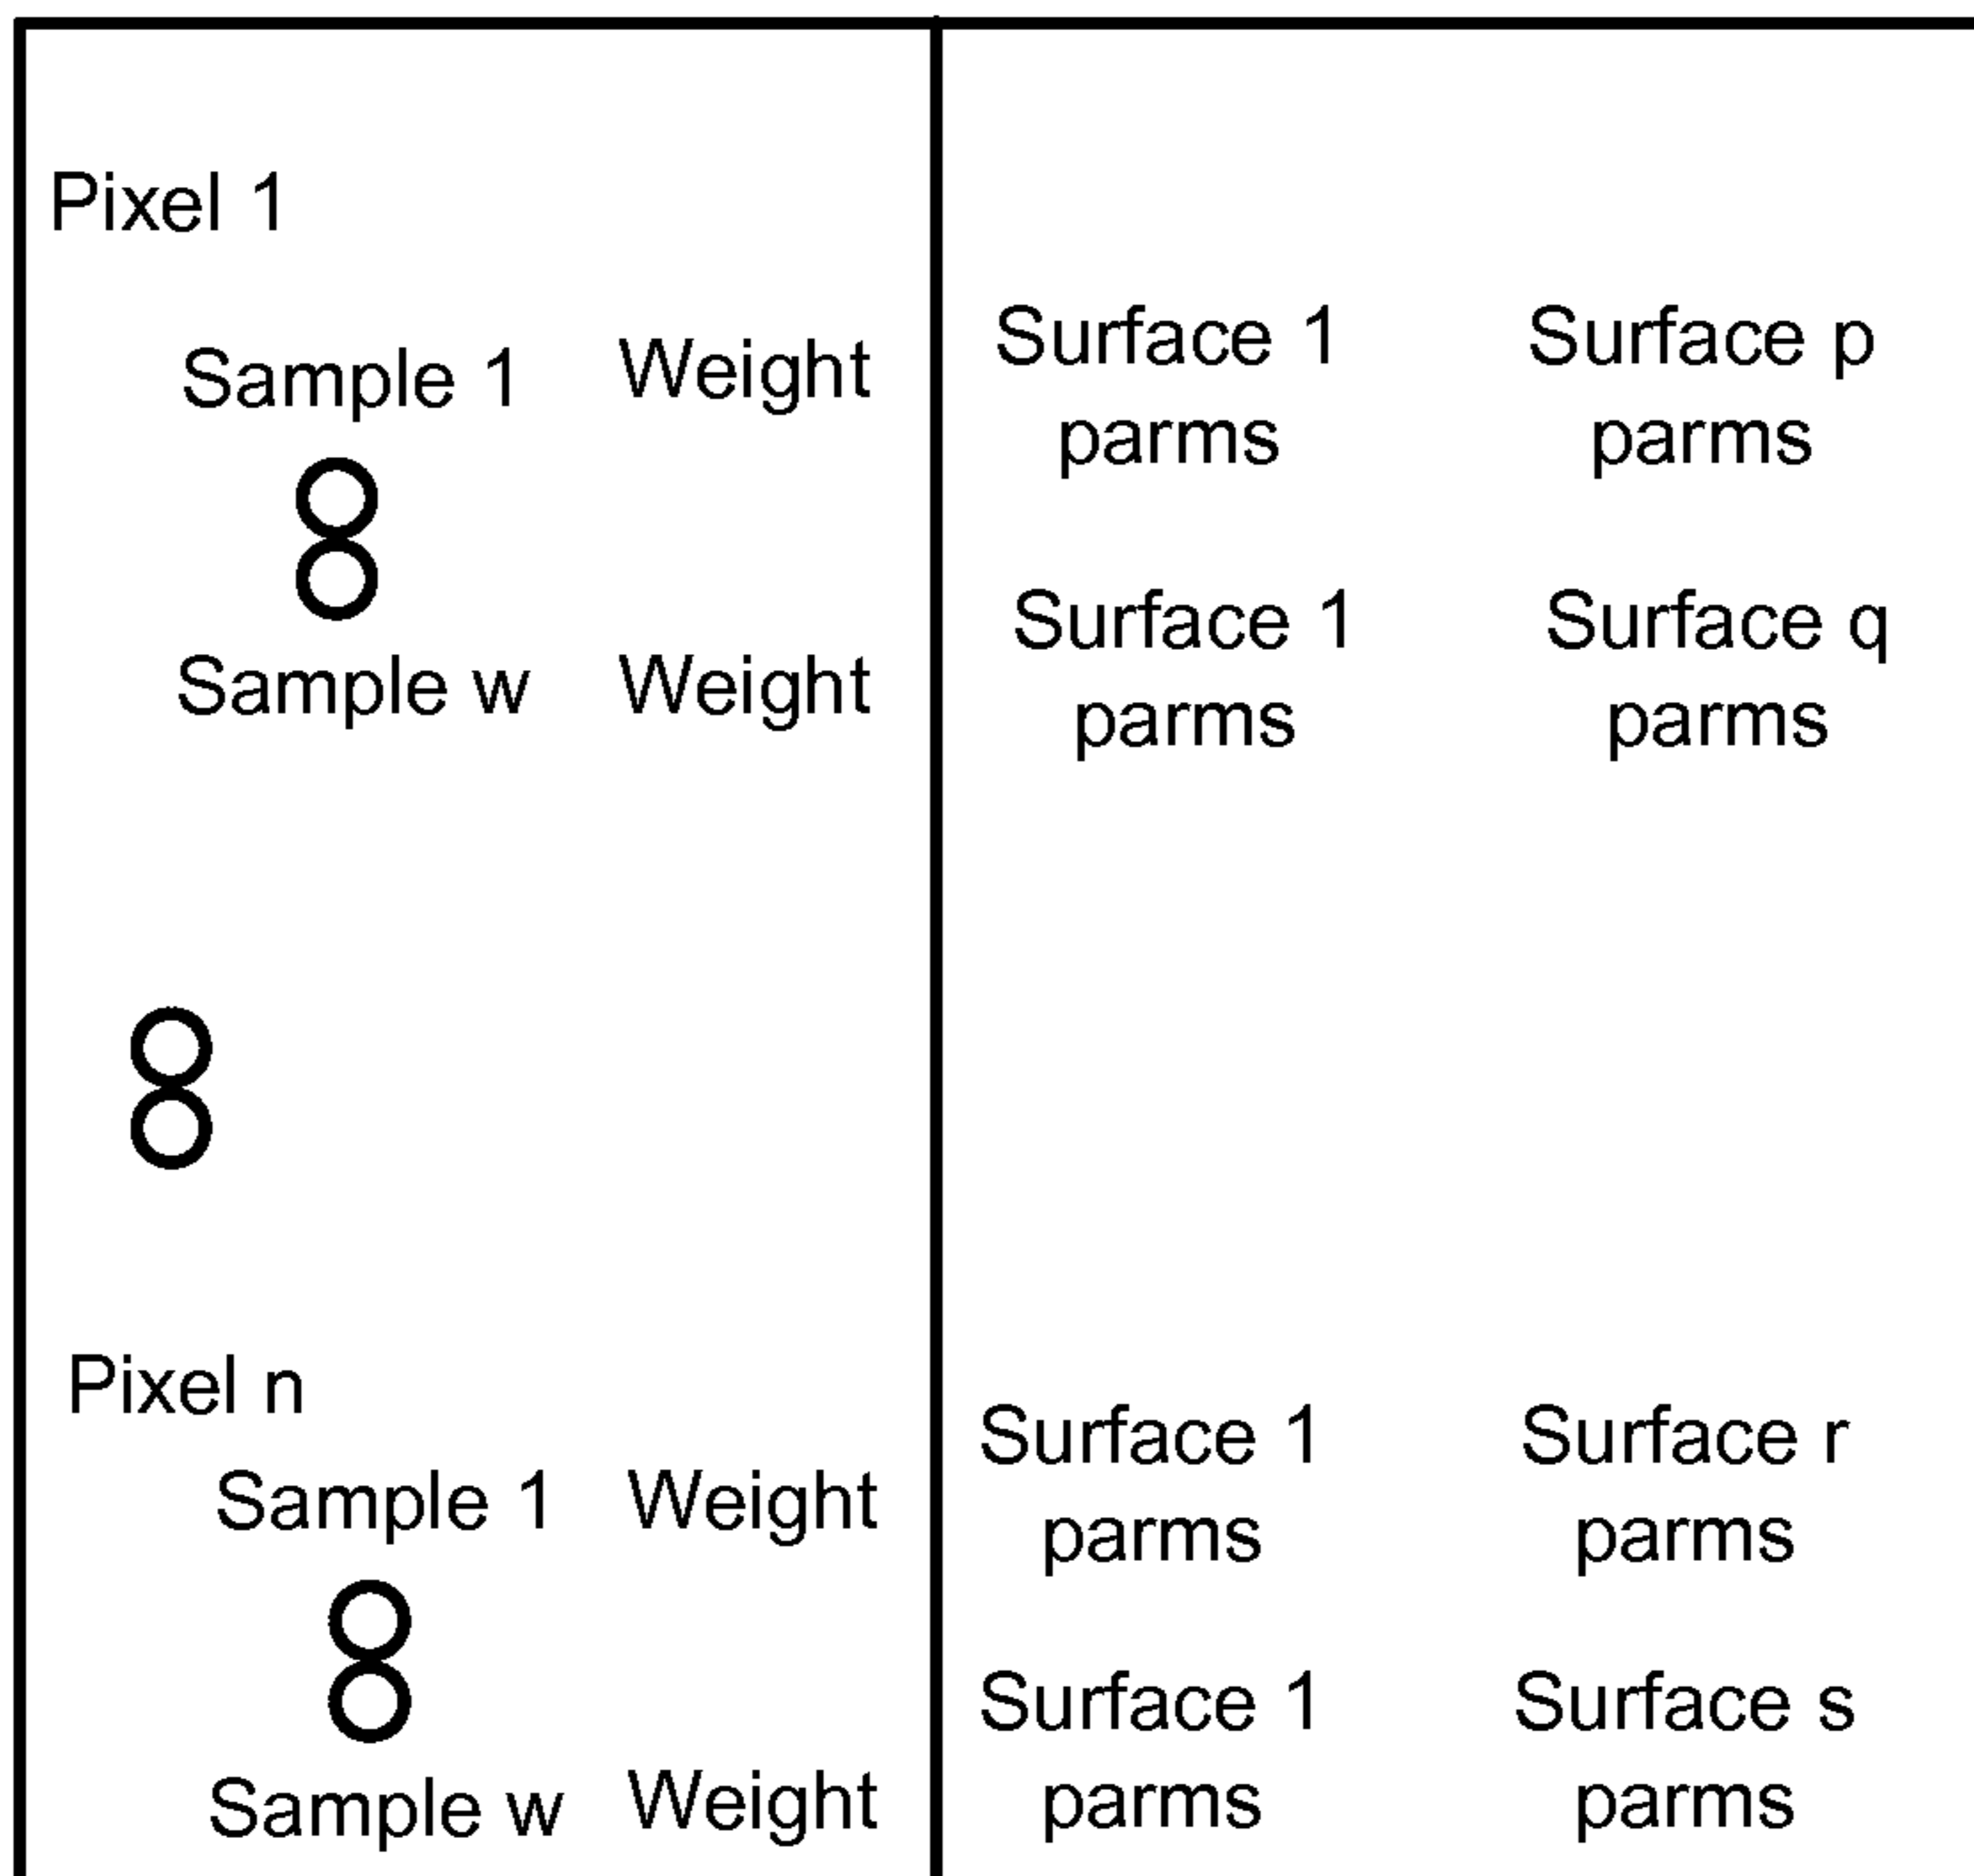 Pixel 1
Surface 1 Surface p
Sample 1 Weight
parms parms
Surface 1 Surface q
Sample w Weight
parms parms
Pixel n
Surface 1 Surface r
Sample 1 Weight
parms parms
Surface 1 Surface s
Sample w Weight
parms parms